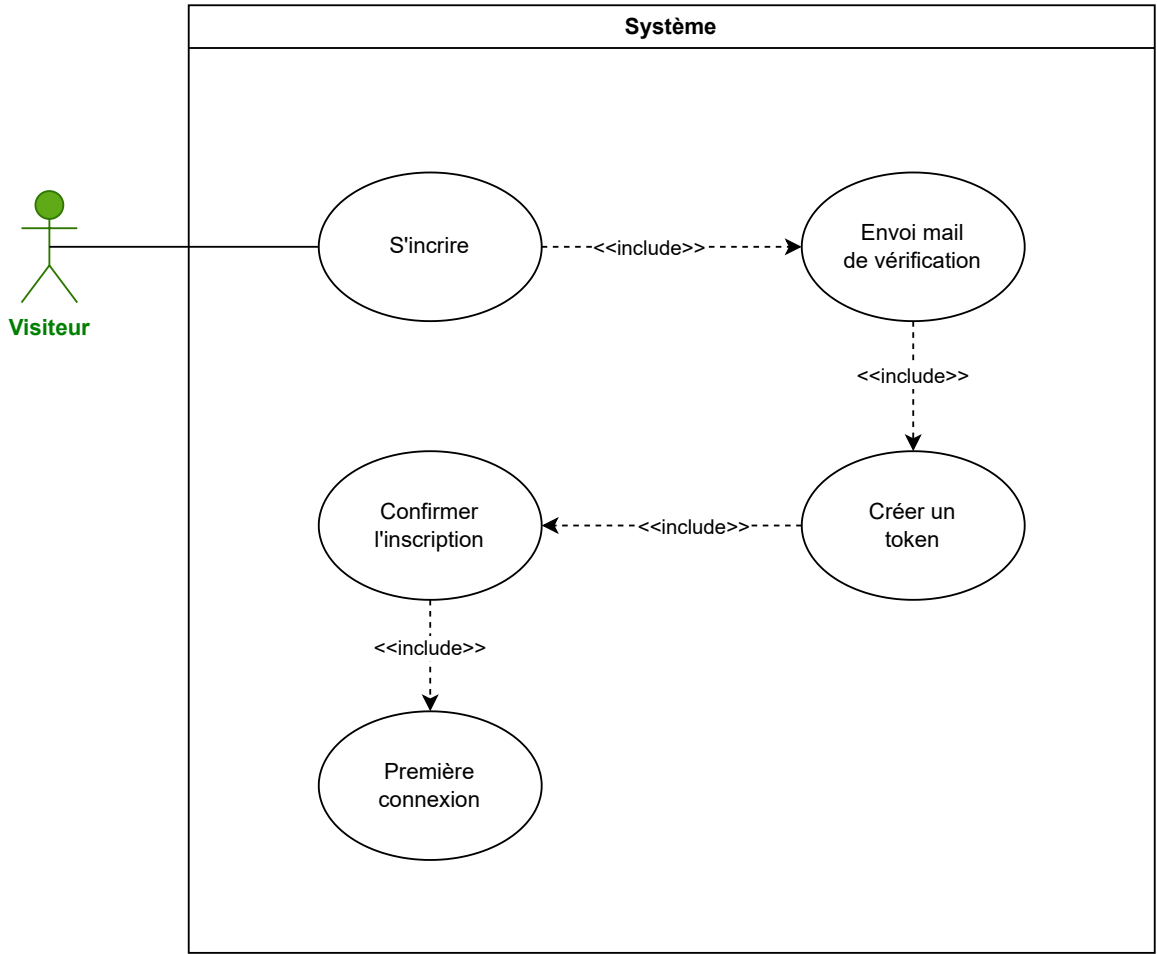 Système
S'incrire
<<include>>
Envoi mail
de vérification
Visiteur
<<include>>
Confirmer
l'inscription
<<include>>
Créer un
token
<<include>>
Première
connexion